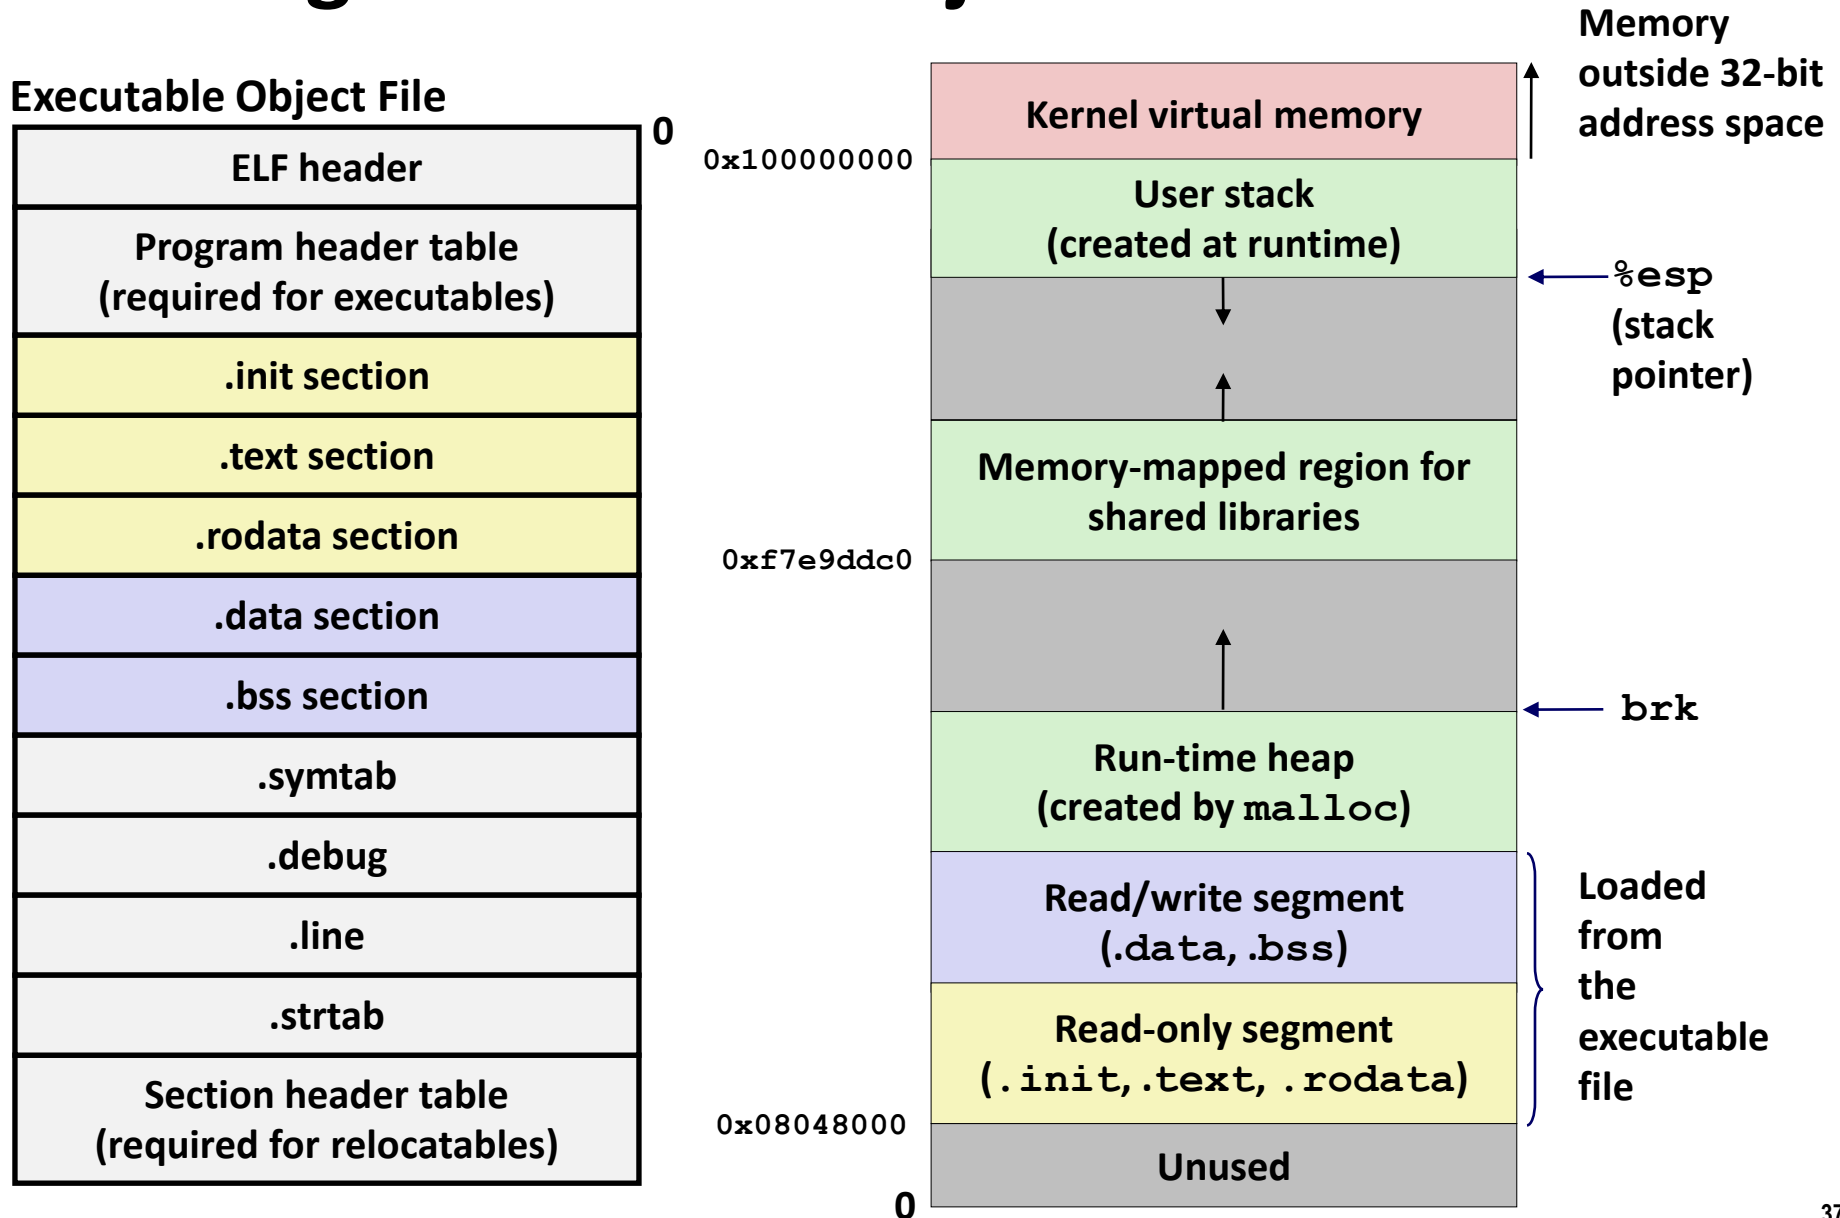 Executable Object File
0
ELF header
Program header table
(required for executables)
.init section
.text section
.rodata section
.data section
.bss section
.symtab
.debug
.line
.strtab
Section header table
(required for relocatables)
0x100000000
0xf7e9ddc0
0x08048000
0
Kernel virtual memory
User stack
(created at runtime)
Memory-mapped region for
shared libraries
Run-time heap
(created by malloc)
Read/write segment
(.data, .bss)
Read-only segment
(.init, .text, .rodata)
Unused
Memory
outside 32-bit
address space
%esp
(stack
pointer)
brk
Loaded
from
the
executable
file
37